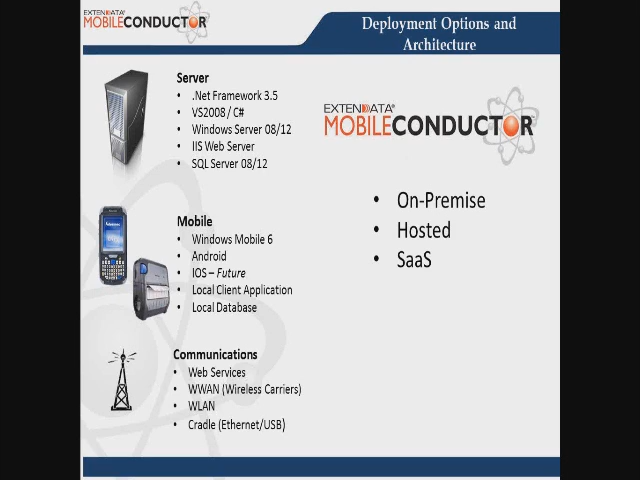 EXTENDATA®
MOBILECONDUCTOR
Deployment Options and
Architecture
Server
• .Net Framework 3.5
• VS2008 / C#
• Windows Server 08/12
• IIS Web Server
• SQL Server 08/12
EXTENDATA®
MOBILECONDUCTOR™
• On-Premise
• Hosted
• SaaS
Mobile
• Windows Mobile 6
• Android
• IOS – Future
• Local Client Application
• Local Database
Communications
• Web Services
• WWAN (Wireless Carriers)
• WLAN
• Cradle (Ethernet/USB)